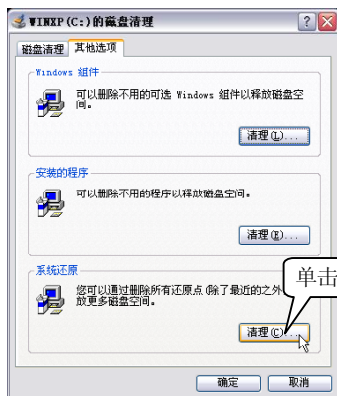 WINXP (C:)的磁盘清理
磁盘清理 其他选项
Windows 组件
可以删除不用的可选 Windows 组件以释放磁盘空
间。
清理(L)...
安装的程序
可以删除不用的程序以释放磁盘空间。
清理(E)...
系统还原
您可以通过删除所有还原点(除了最近的之外
放更多磁盘空间。
单击
清理(C)...
确定 取消